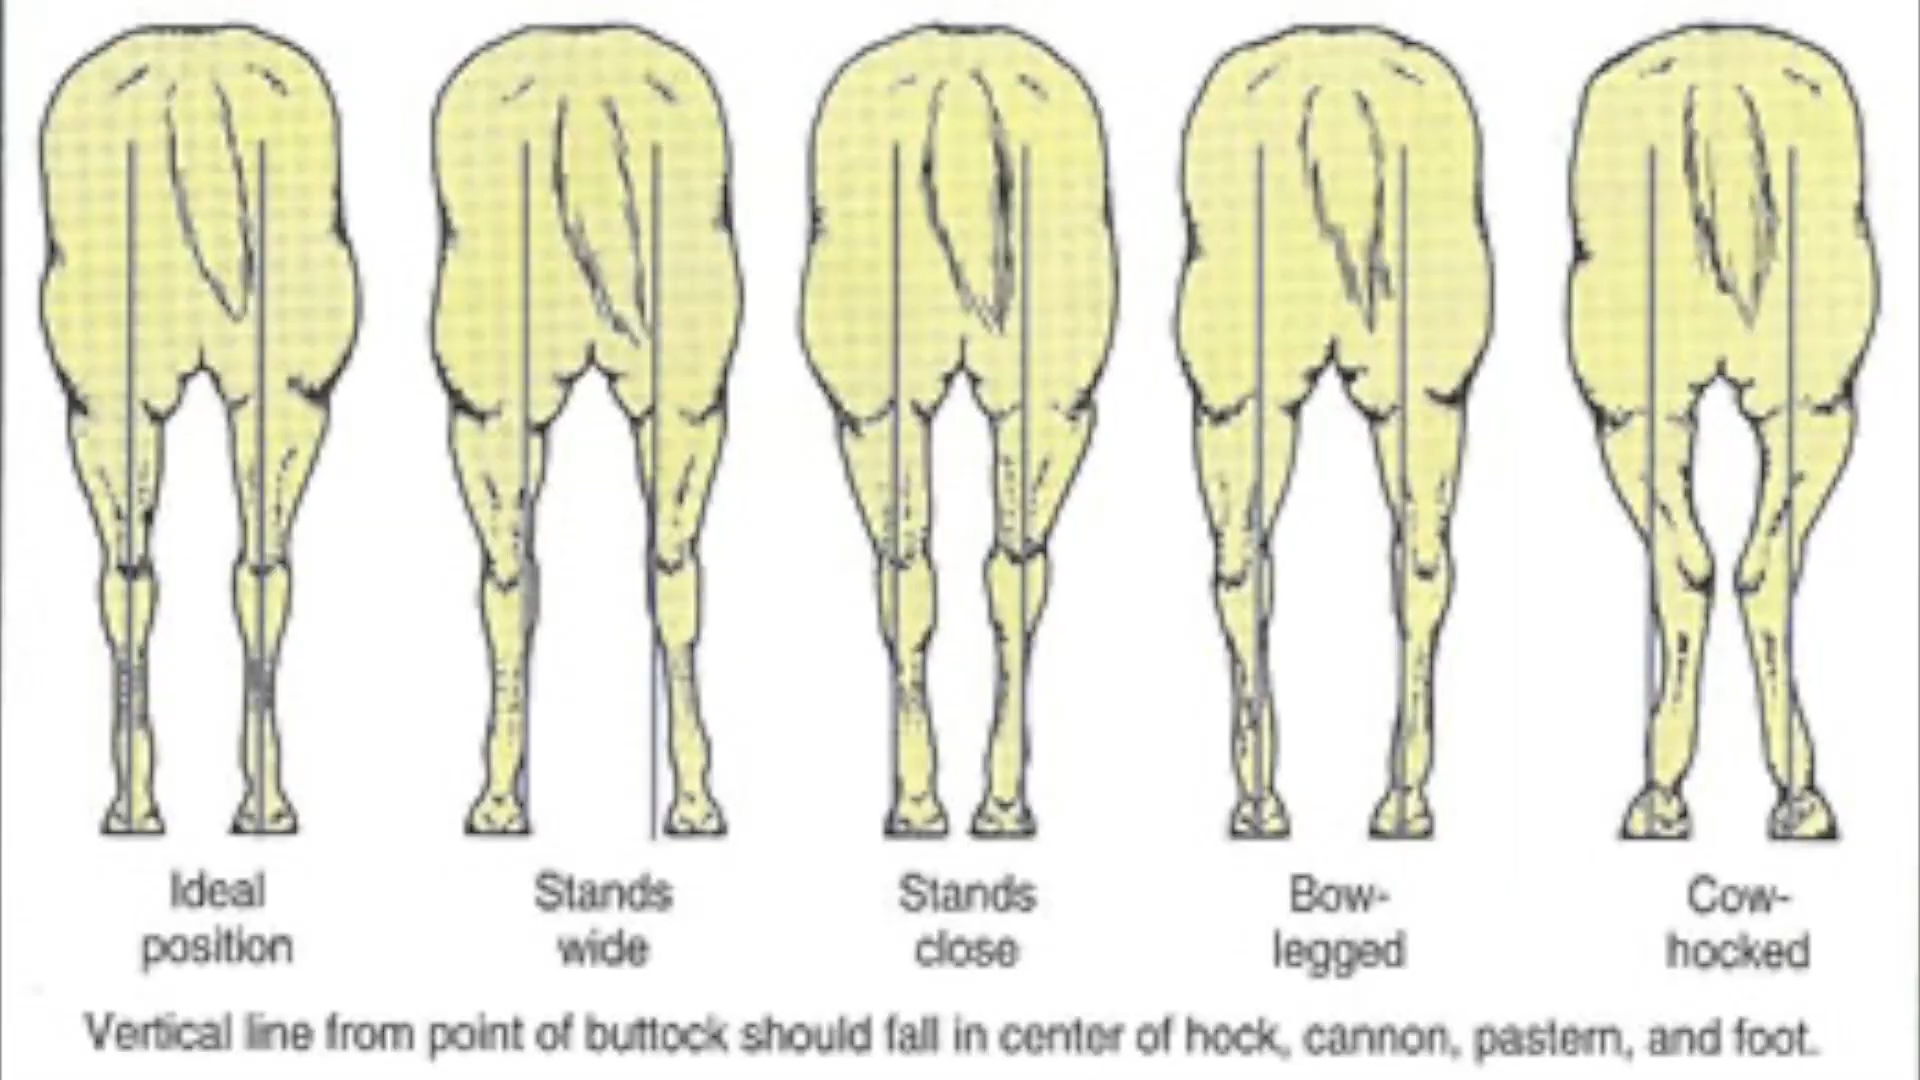 Ideal position
Stands wide
Stands close
Bow-legged
Cow-hocked
Vertical line from point of buttock should fall in center of hock, cannon, pastern, and foot.